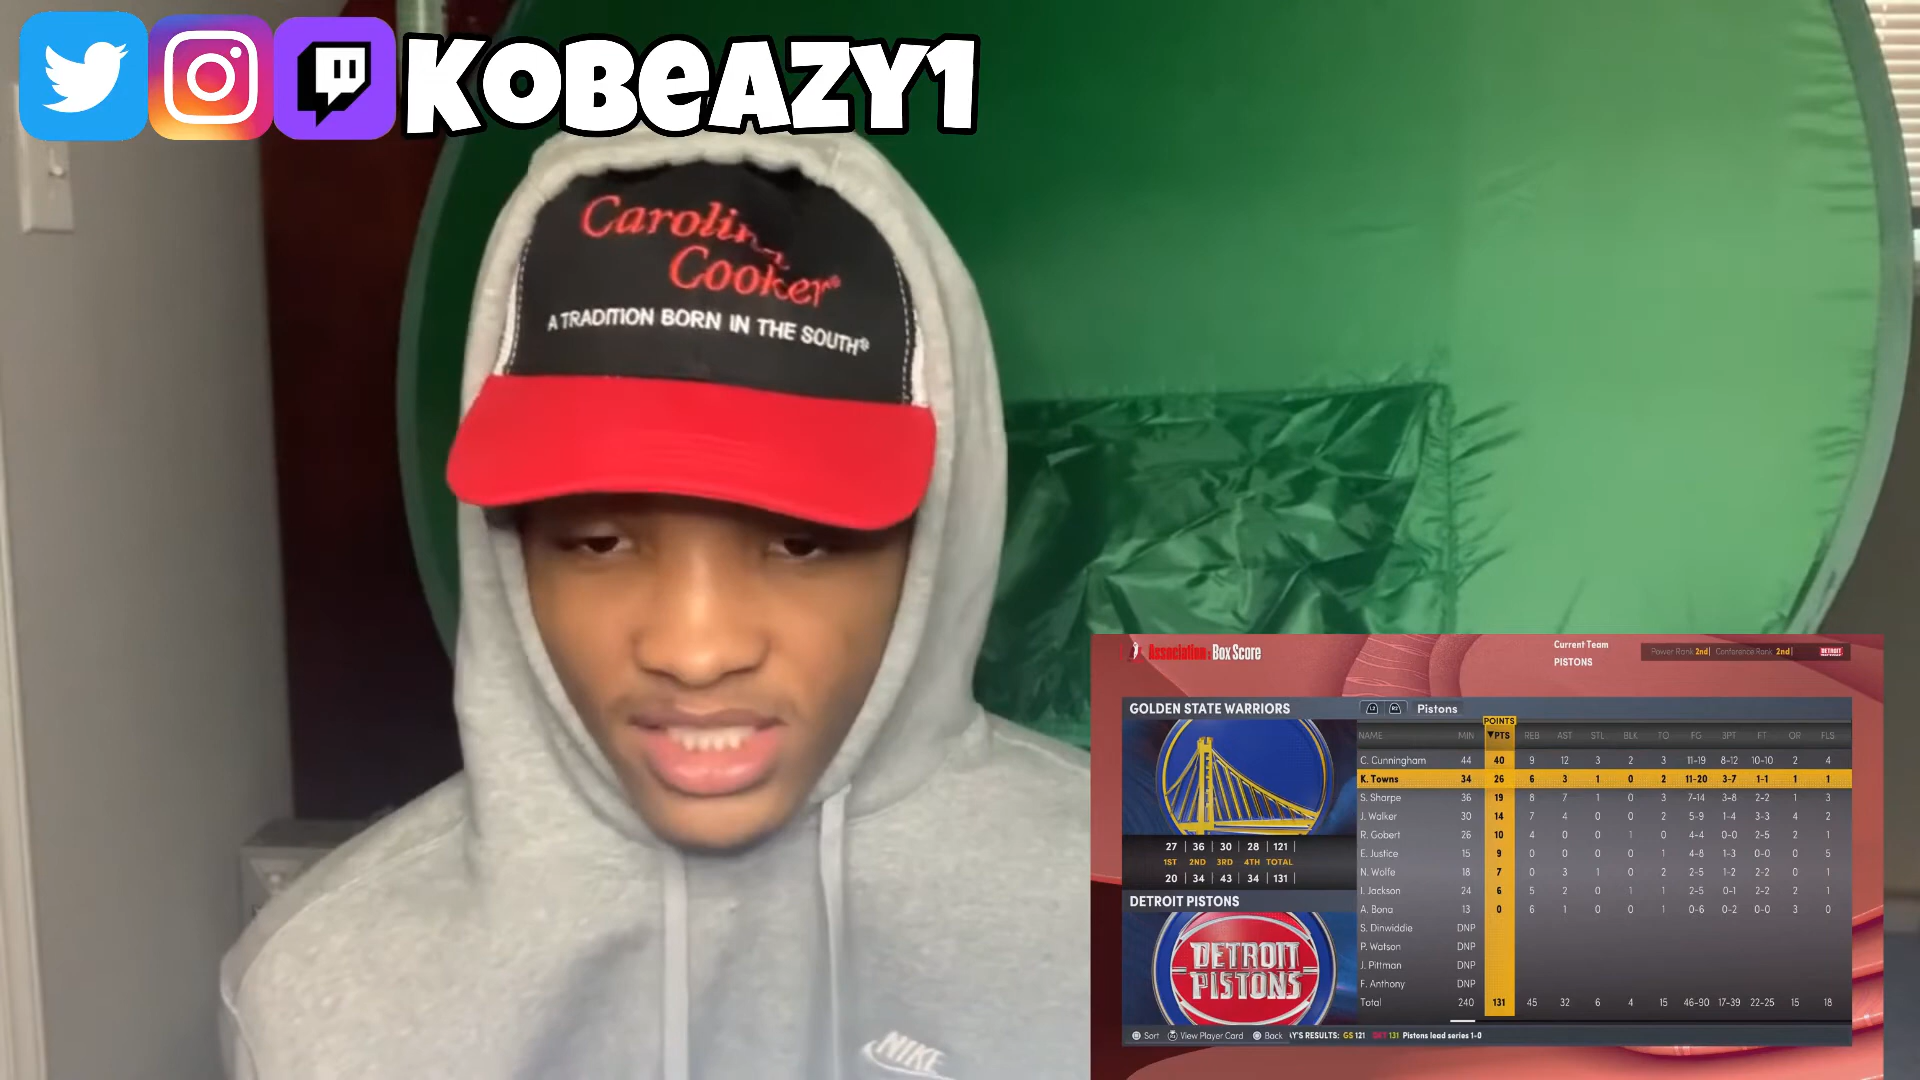 KOBeAZY1
Carolina
Cooker®
A TRADITION BORN IN THE SOUTH®
NIKE
Association: Box Score
Current Team
PISTONS
Power Rank 2nd| Conference Rank 2nd|
DETROIT
GOLDEN STATE WARRIORS
Pistons
POINTS
NAME MIN ▼PTS REB AST STL BLK TO FG 3PT FT OR FLS
C. Cunningham 44 40 9 12 3 2 3 11-19 8-12 10-10 2 4
K. Towns 34 26 6 3 1 0 2 11-20 3-7 1-1 1 1
S. Sharpe 36 19 8 7 1 0 3 7-14 3-8 2-2 1 3
J. Walker 30 14 7 4 0 0 2 5-9 1-4 3-3 4 2
R. Gobert 26 10 4 0 0 1 0 4-4 0-0 2-5 2 1
E. Justice 15 9 0 0 0 0 1 4-8 1-3 0-0 0 5
N. Wolfe 18 7 0 3 1 0 2 2-5 1-2 2-2 0 1
I. Jackson 24 6 5 2 0 1 1 2-5 0-1 2-2 2 1
A. Bona 13 0 6 1 0 0 1 0-6 0-2 0-0 3 0
S. Dinwiddie DNP
P. Watson DNP
J. Pittman DNP
F. Anthony DNP
Total 240 131 45 32 6 4 15 46-90 17-39 22-25 15 18
27 | 36 | 30 | 28 | 121 |
1ST 2ND 3RD 4TH TOTAL
20 | 34 | 43 | 34 | 131 |
DETROIT PISTONS
DETROIT
PISTONS
Sort View Player Card Back Y'S RESULTS: GS 121 DET 131 Pistons lead series 1-0